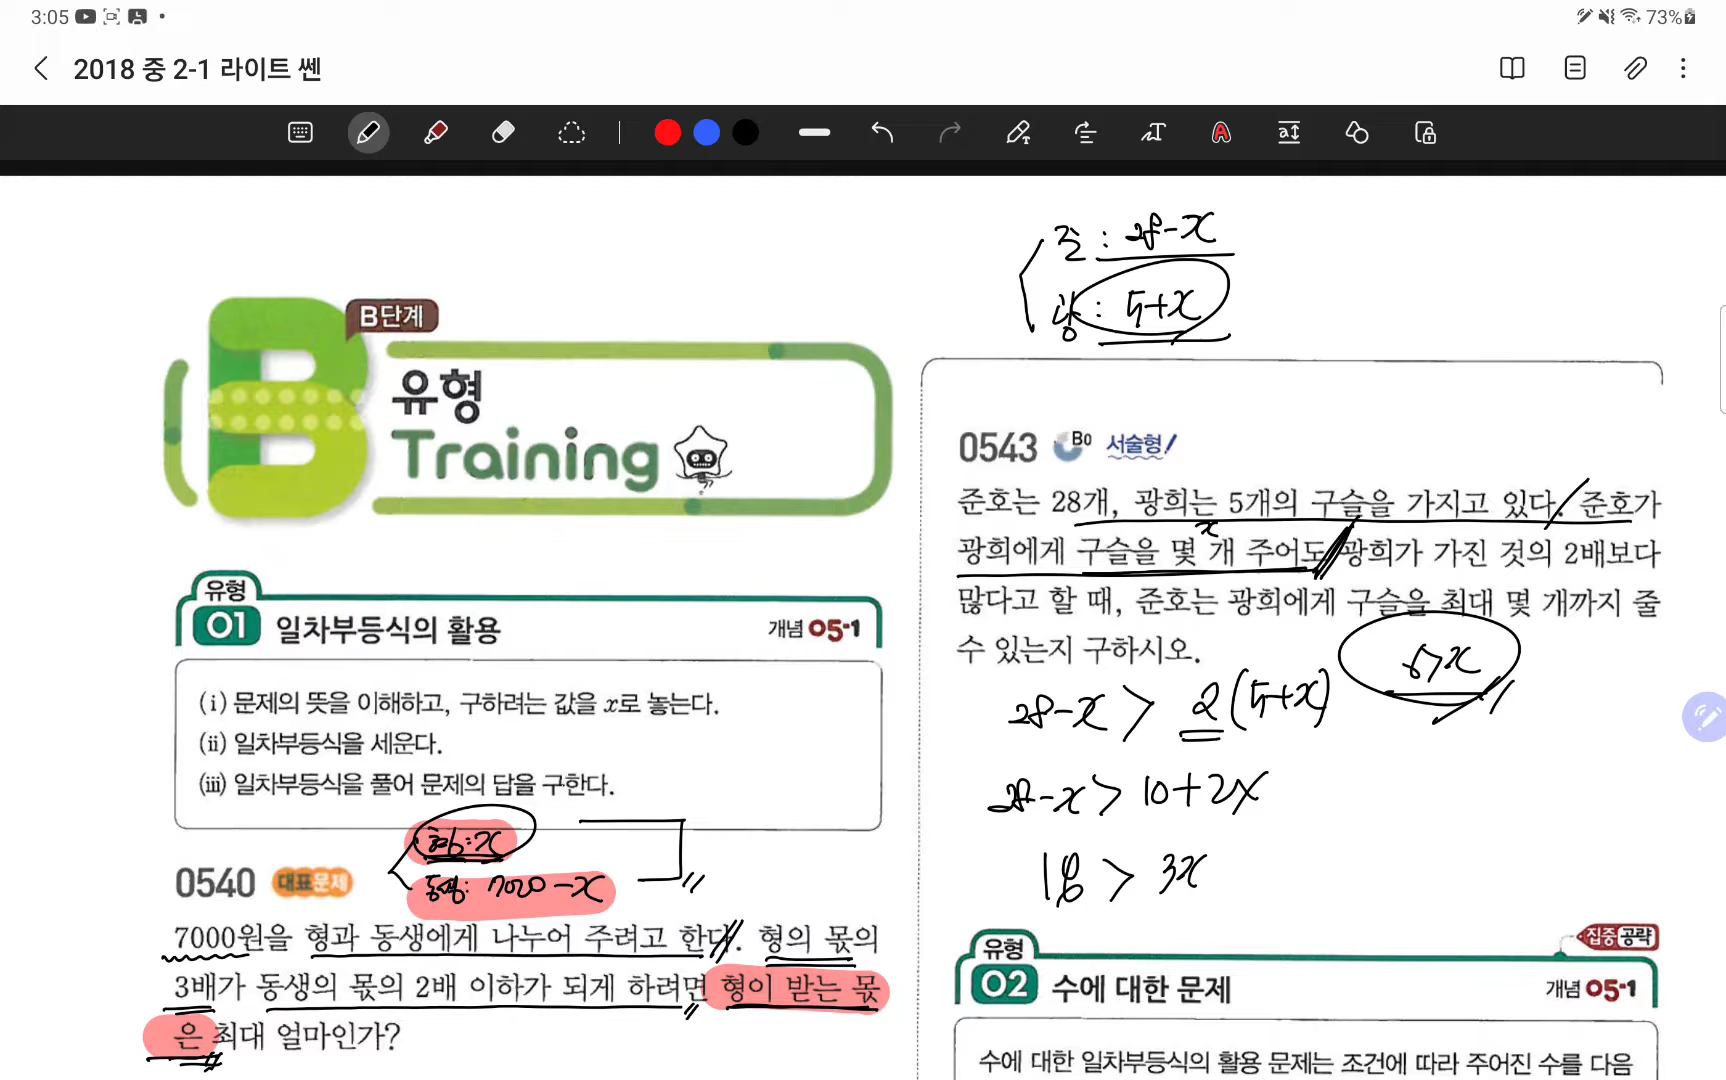 3:05
73%
2018 중 2-1 라이트 쎈
준 : 28-x
광 : 5+x
B단계
유형
Training
유형
01 일차부등식의 활용 개념 05-1
(ⅰ) 문제의 뜻을 이해하고, 구하려는 값을 x로 놓는다.
(ⅱ) 일차부등식을 세운다.
(ⅲ) 일차부등식을 풀어 문제의 답을 구한다.
형 : x
동생: 7000-x
0540 대표문제
7000원을 형과 동생에게 나누어 주려고 한다. 형의 몫의
3배가 동생의 몫의 2배 이하가 되게 하려면 형이 받는 몫
은 최대 얼마인가?
0543 B0 서술형!
준호는 28개, 광희는 5개의 구슬을 가지고 있다. 준호가
x
광희에게 구슬을 몇 개 주어도 광희가 가진 것의 2배보다
많다고 할 때, 준호는 광희에게 구슬을 최대 몇 개까지 줄
수 있는지 구하시오.
6>x
28-x > 2(5+x)
28-x > 10+2x
18 > 3x
집중 공략
유형
02 수에 대한 문제 개념 05-1
수에 대한 일차부등식의 활용 문제는 조건에 따라 주어진 수를 다음